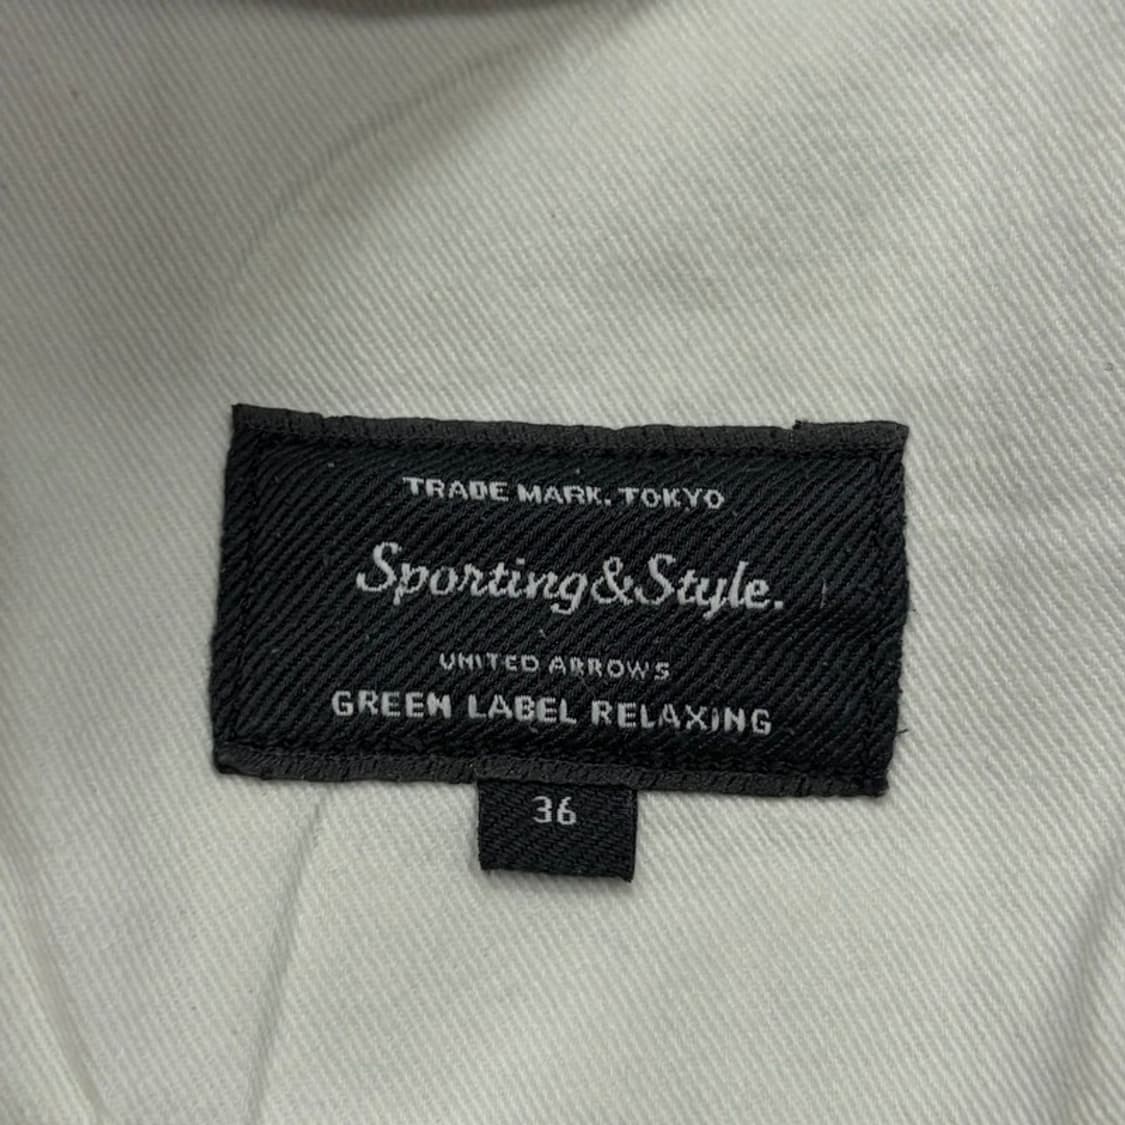 TRADE MARK. TOKYO
Sporting&Style.
UNITED ARROWS
GREEN LABEL RELAXING
36